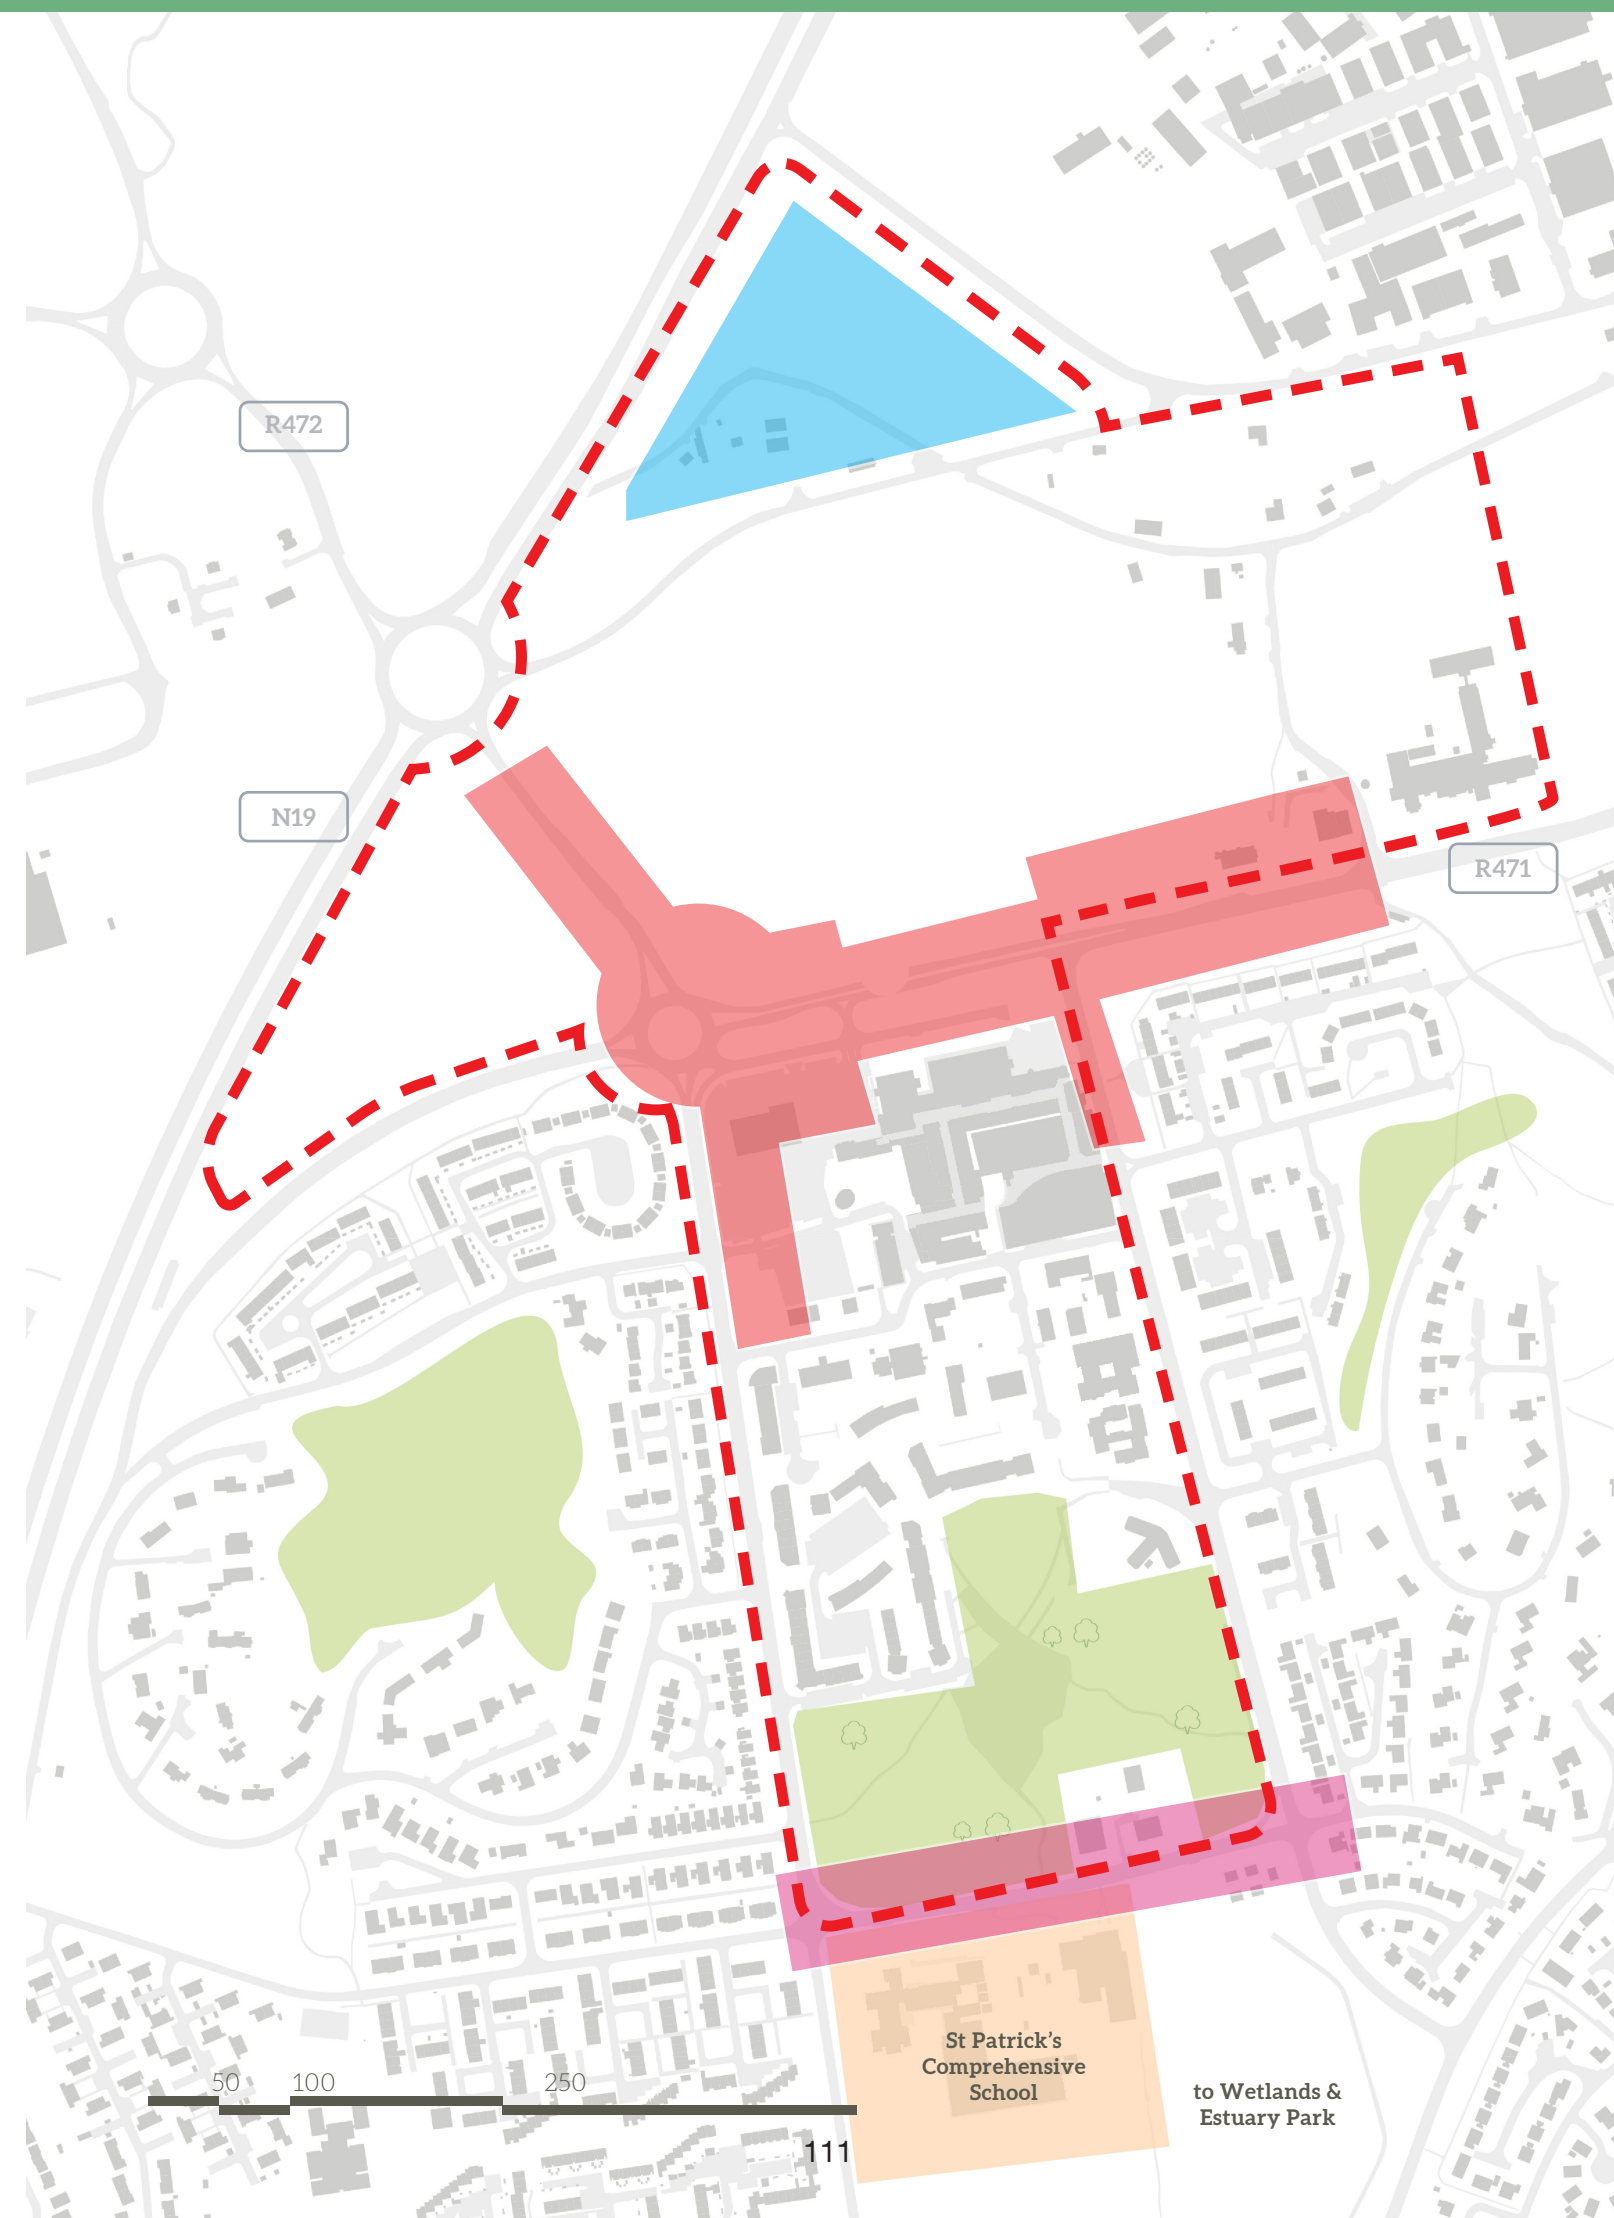 R472
N19
R471
St Patrick's
Comprehensive
School
to Wetlands &
Estuary Park
50 100 250
111